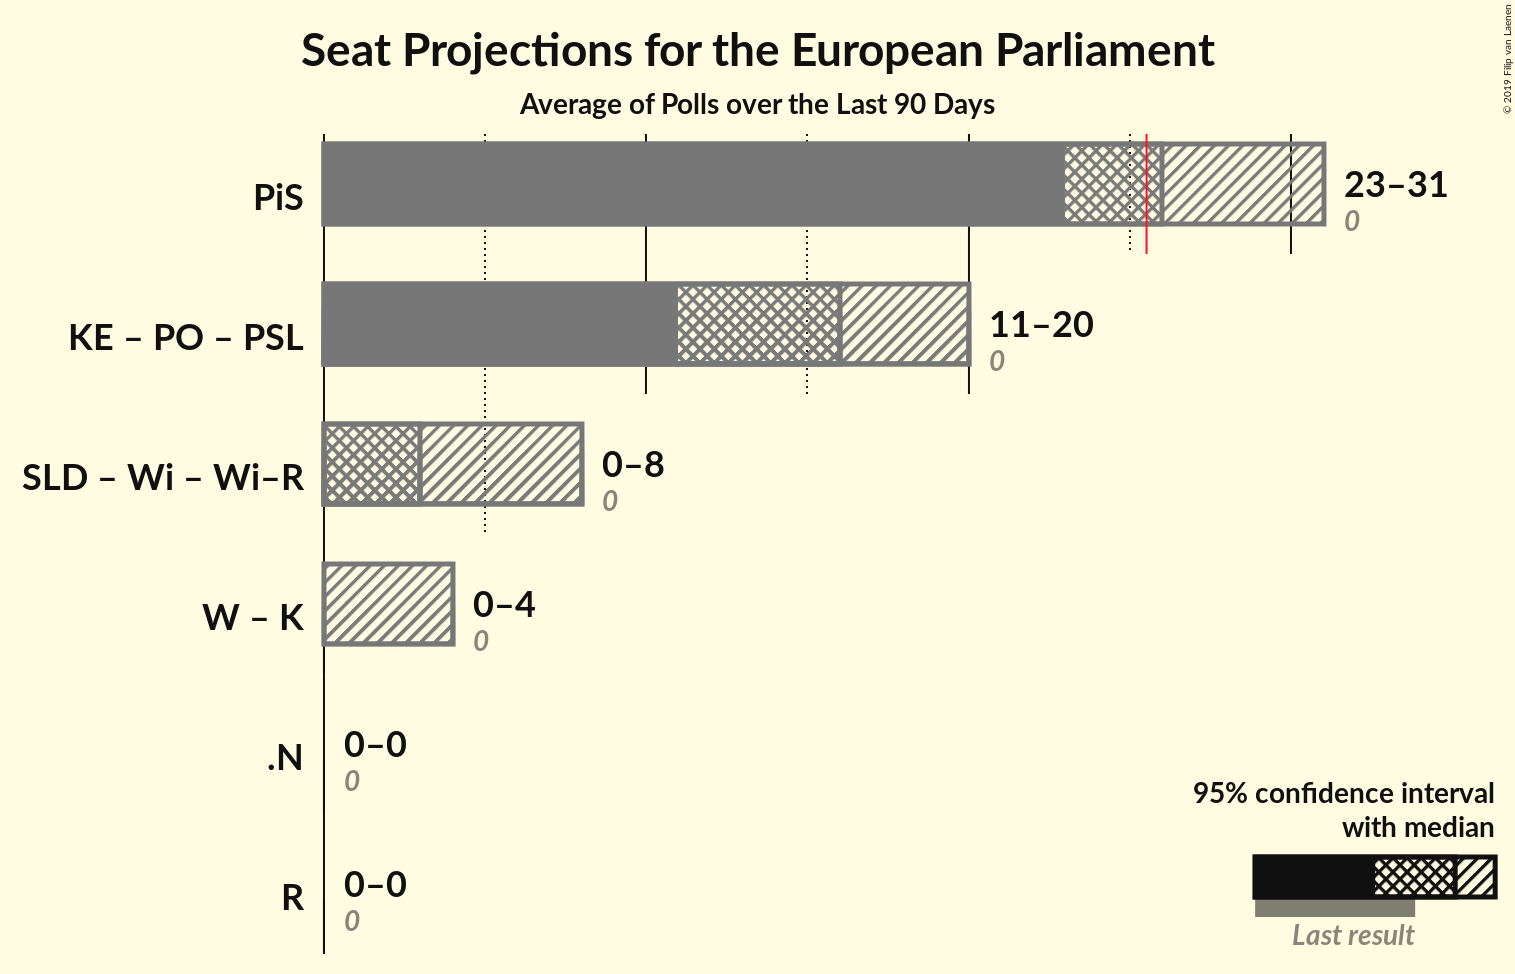 Seat Projections for the European Parliament
Average of Polls over the Last 90 Days
© 2019 Filip van Laenen
PiS
23–31
0
KE – PO – PSL
11–20
0
SLD – Wi – Wi–R
0–8
0
W – K
0–4
0
.N
0–0
0
R
0–0
0
95% confidence interval
with median
Last result